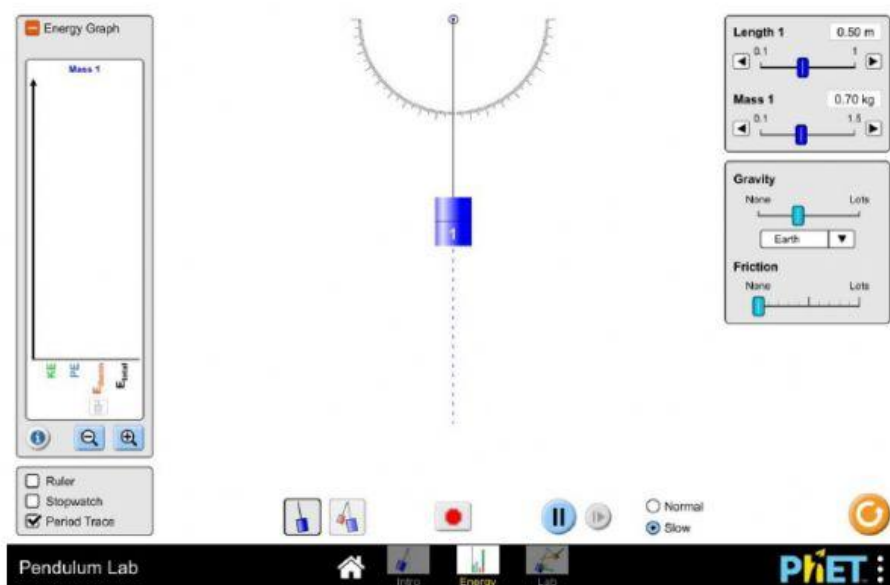 Energy Graph
Mass 1
KE
PE
Etherm
Etotal
Ruler
Stopwatch
Period Trace
1
Length 1 0.50 m
0.1 1
Mass 1 0.70 kg
0.1 1.5
Gravity
None Lots
Earth
Friction
None Lots
Normal
Slow
Pendulum Lab
Intro
Energy
Lab
PhET